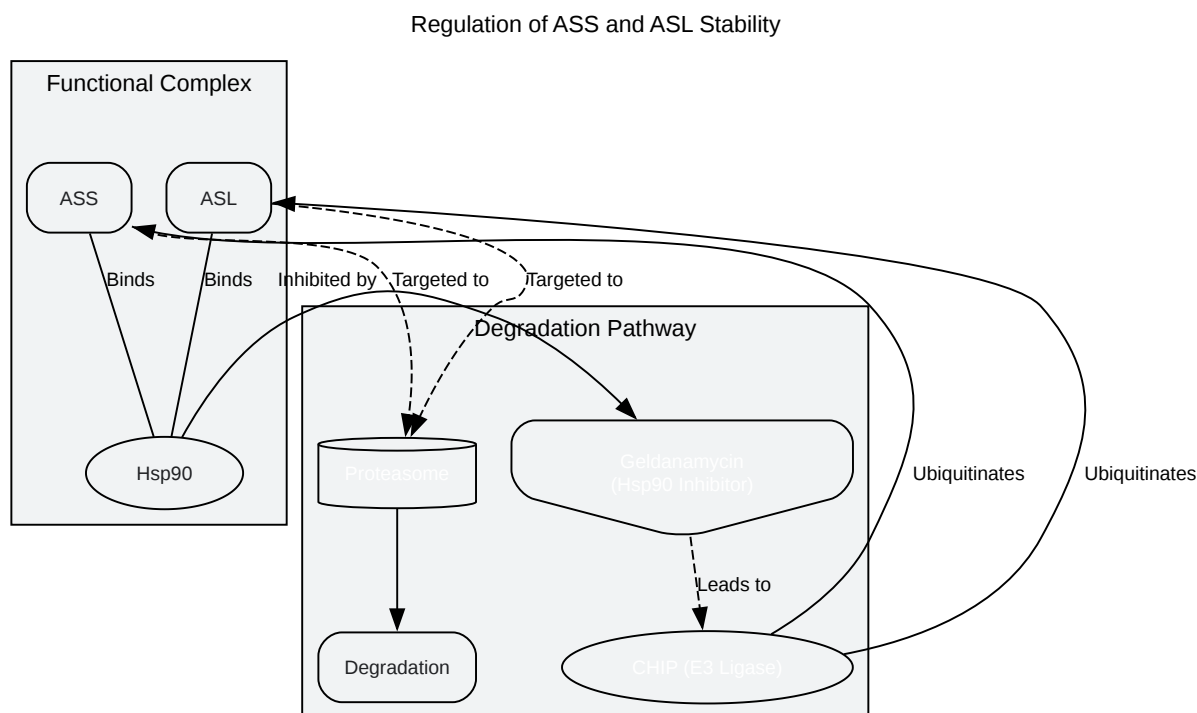 Regulation of ASS and ASL Stability
Functional Complex
ASS
ASL
Binds
Binds
Inhibited by
Targeted to
Targeted to
Degradation Pathway
Hsp90
Proteasome
Geldanamycin
(Hsp90 Inhibitor)
Ubiquitinates
Ubiquitinates
Leads to
Degradation
CHIP (E3 Ligase)